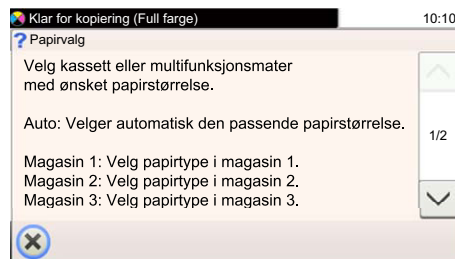 Klar for kopiering (Full farge)
10:10
? Papirvalg
Velg kassett eller multifunksjonsmater
med ønsket papirstørrelse.
Auto: Velger automatisk den passende papirstørrelse.
1/2
Magasin 1: Velg papirtype i magasin 1.
Magasin 2: Velg papirtype i magasin 2.
Magasin 3: Velg papirtype i magasin 3.